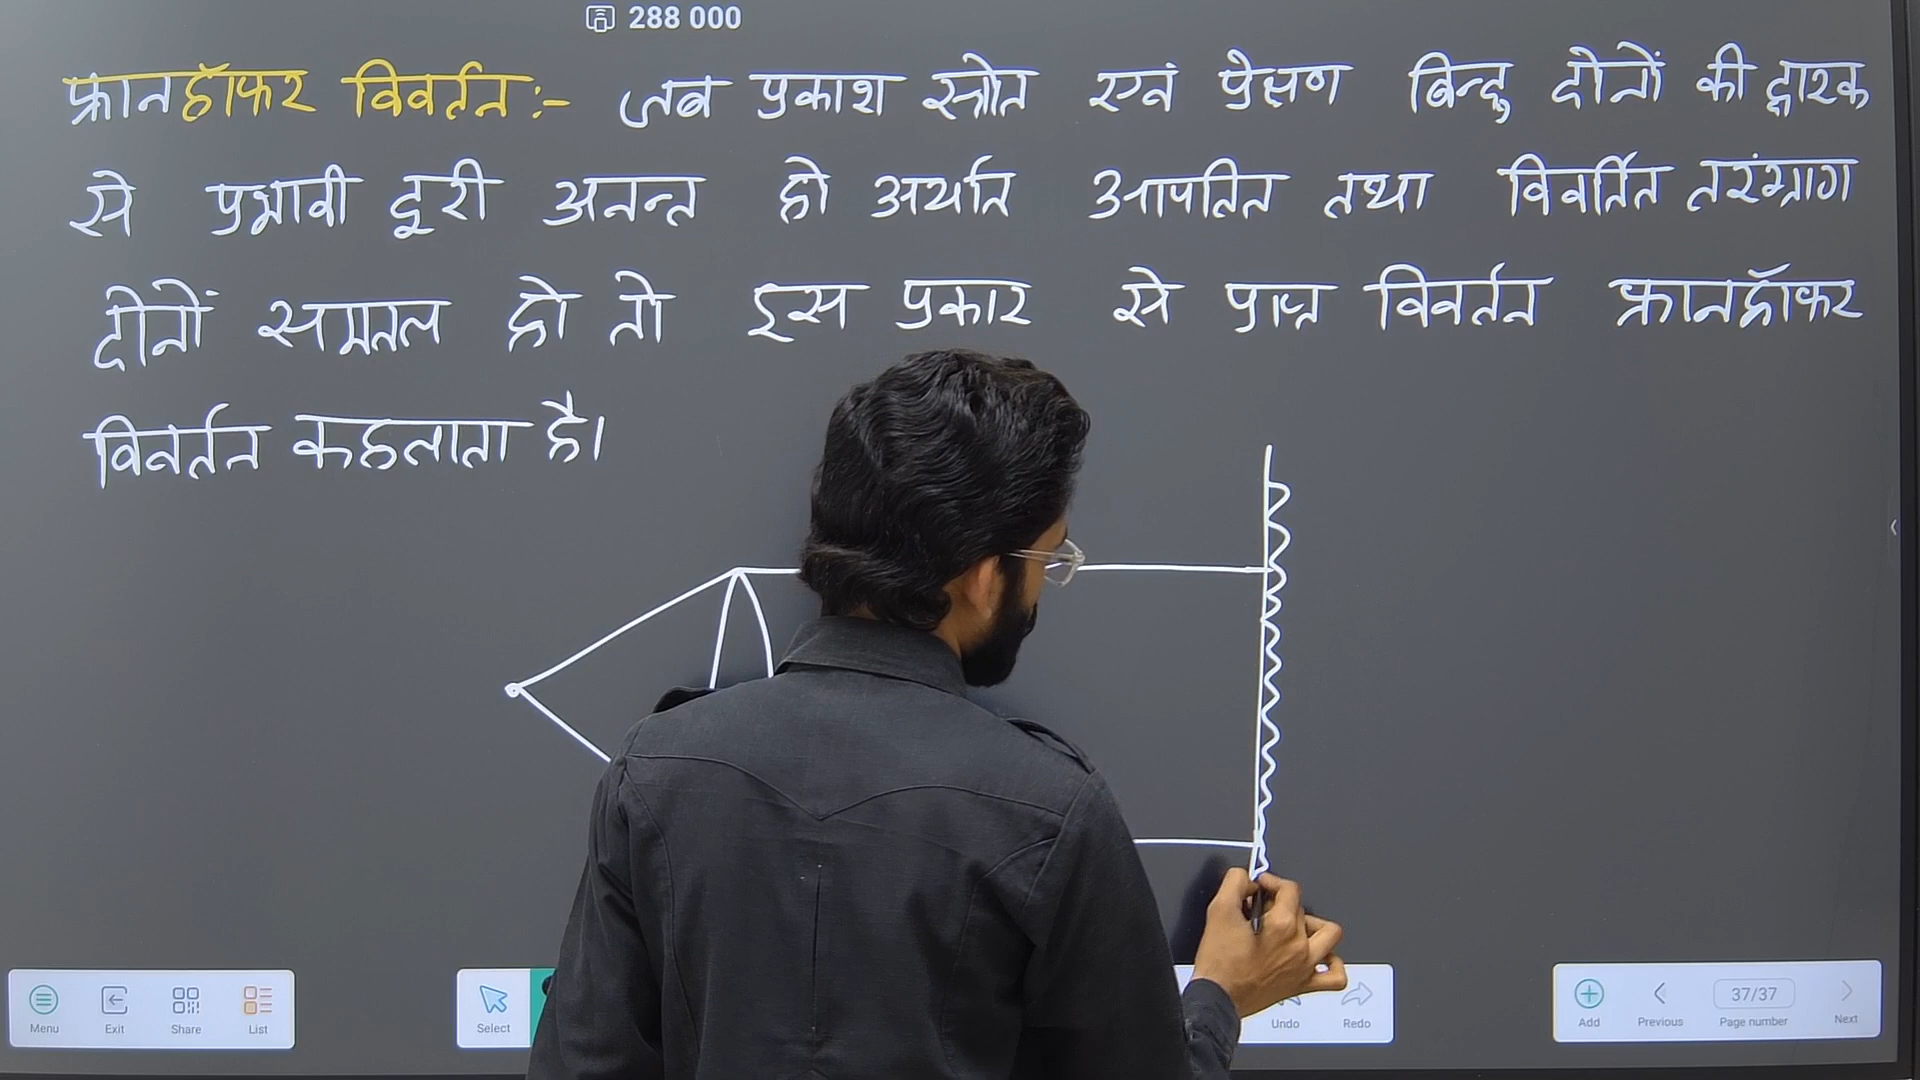 288 000
फ्रानहॉफर विवर्तन :- जब प्रकाश स्त्रोत एवं प्रेक्षण बिन्दु दोनों की द्वारक
से प्रभावी दूरी अनन्त हो अर्थात आपतित तथा विवर्तित तरंगाग्र
दोनों समतल हो तो इस प्रकार से प्राप्त विवर्तन फ्रानहॉफर
विवर्तन कहलाता है।
Menu Exit Share List Select Undo Redo Add Previous 37/37 Page number Next